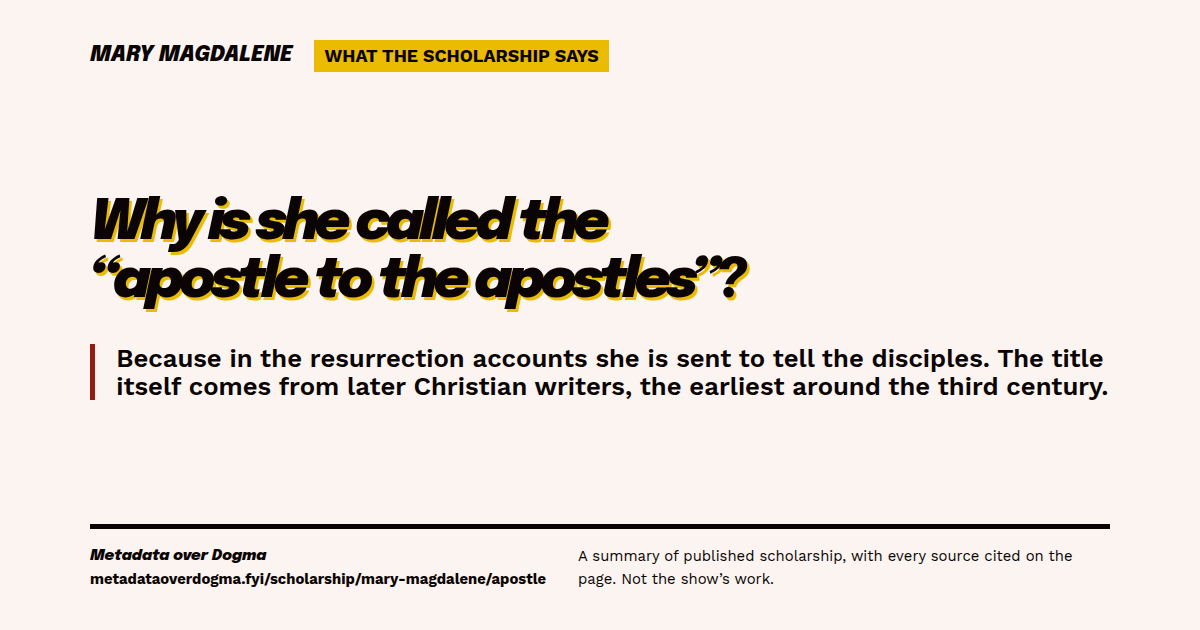 MARY MAGDALENE
WHAT THE SCHOLARSHIP SAYS
Why is she called the
“apostle to the apostles”?
Because in the resurrection accounts she is sent to tell the disciples. The title
itself comes from later Christian writers, the earliest around the third century.
Metadata over Dogma
metadataoverdogma.fyi/scholarship/mary-magdalene/apostle
A summary of published scholarship, with every source cited on the
page. Not the show’s work.